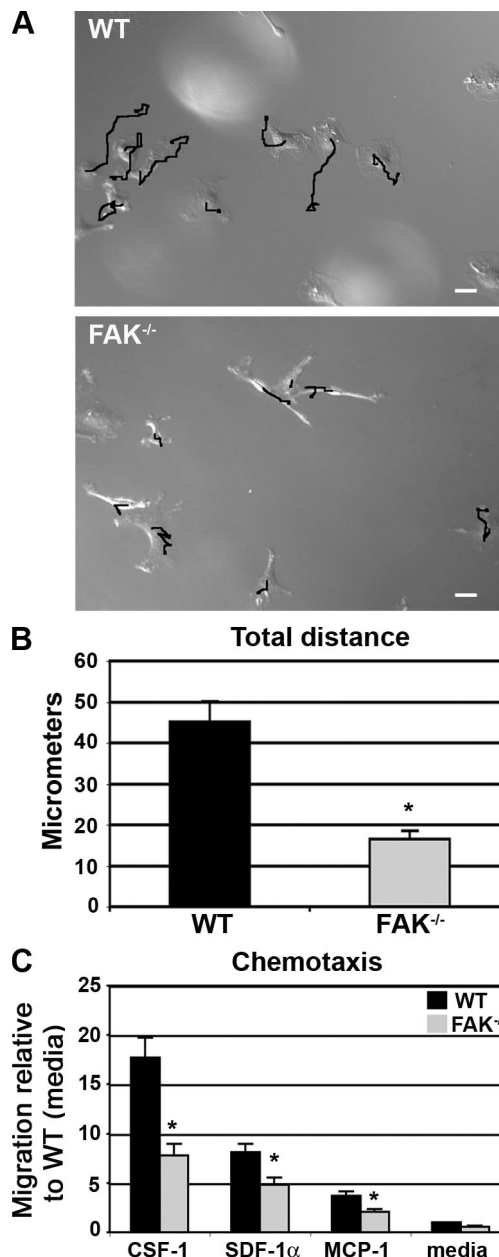 A
WT
FAK-/-
B
Total distance
Micrometers
60
50
40
30
20
10
0
*
WT
FAK-/-
C
Chemotaxis
Migration relative
to WT (media)
25
20
15
10
5
0
WT
FAK-
*
*
*
CSF-1
SDF-1α
MCP-1
media